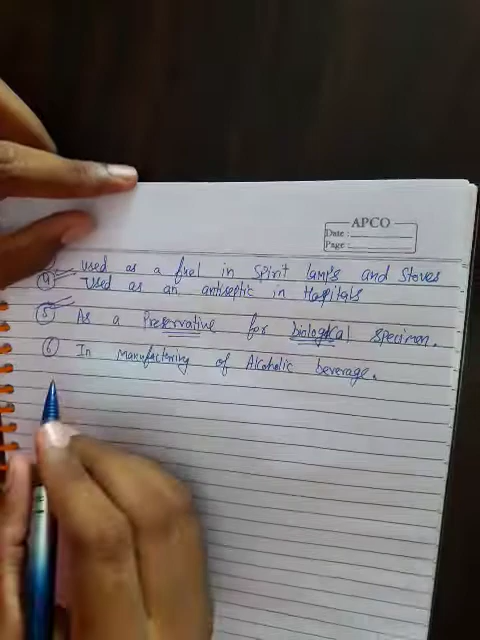 APCO
Date :
Page :
used as a fuel in Spirit lamps and Stoves
④ Used as an antiseptic in Hospitals
⑤ As a Preservative for biological specimen.
⑥ In manufacturing of Alcoholic beverage.